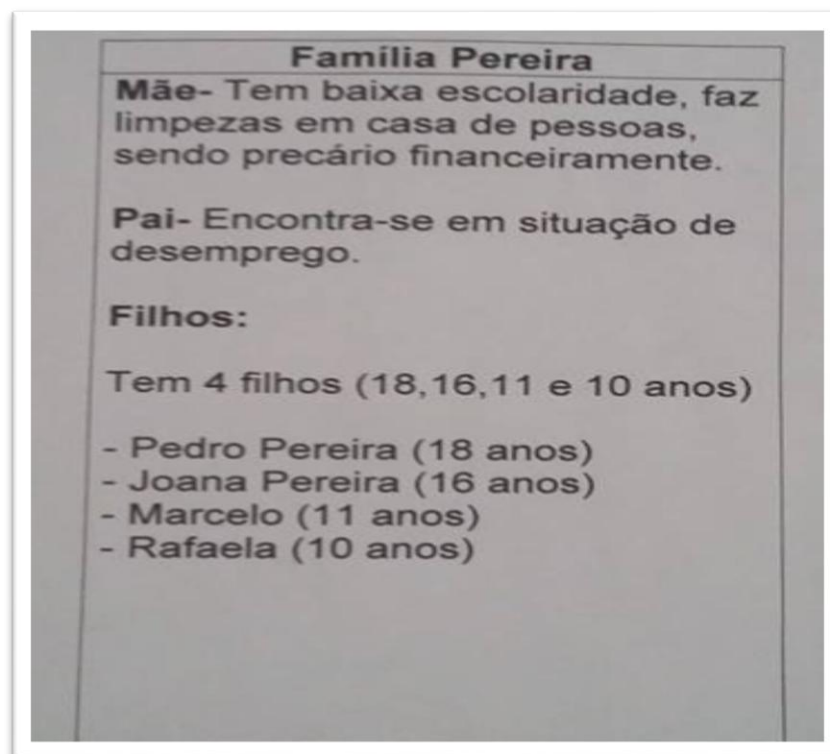 Família Pereira
Mãe- Tem baixa escolaridade, faz
limpezas em casa de pessoas,
sendo precário financeiramente.
Pai- Encontra-se em situação de
desemprego.
Filhos:
Tem 4 filhos (18,16,11 e 10 anos)
- Pedro Pereira (18 anos)
- Joana Pereira (16 anos)
- Marcelo (11 anos)
- Rafaela (10 anos)